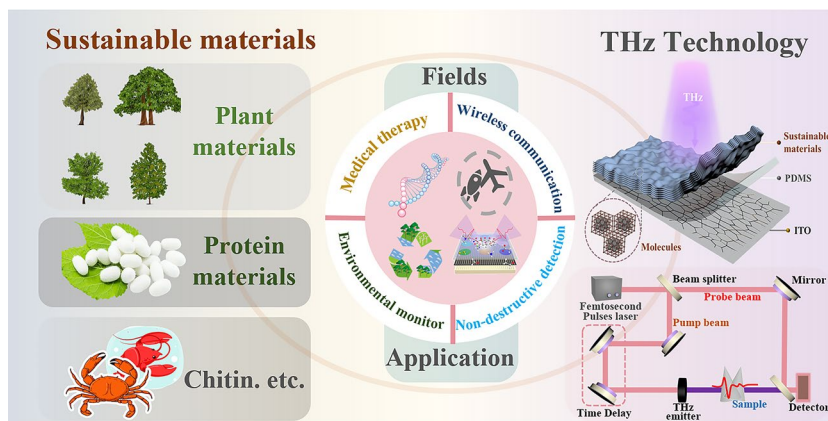 Sustainable materials
Plant
materials
Protein
materials
Chitin. etc.
Fields
Medical therapy
Wireless communication
Environmental monitor
Non-destructive detection
Application
THz Technology
THz
Sustainable
materials
PDMS
ITO
Molecules
Beam splitter
Mirror
Probe beam
Femtosecond
Pulses laser
Pump beam
Time Delay
THz
emitter
Sample
Detector